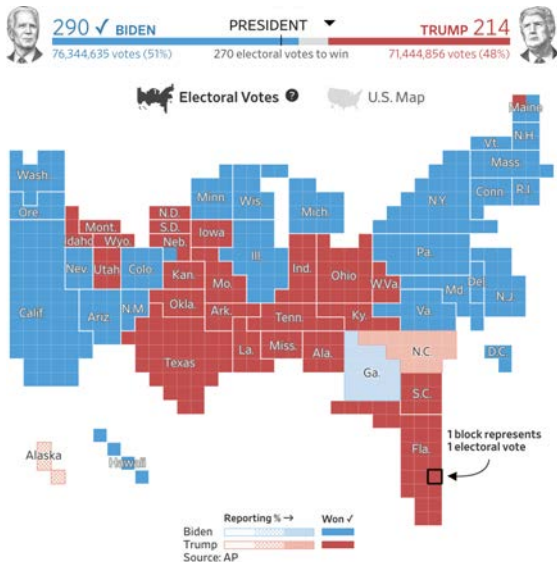 290 ✓ BIDEN
PRESIDENT
TRUMP 214
76,344,635 votes (51%)
270 electoral votes to win
71,444,856 votes (48%)
Electoral Votes ?
U.S. Map
Maine
Vt.
N.H.
Wash.
Mass.
Minn.
Wis.
Conn.
R.I.
Ore.
Mich.
N.Y.
Mont.
N.D.
S.D.
Idaho
Wyo.
Neb.
Iowa
Pa.
Nev.
Utah
Colo.
Kan.
Mo.
Ill.
Ind.
Ohio
W.Va.
Md.
Del.
N.J.
Calif.
Ariz.
N.M.
Okla.
Ark.
Tenn.
Ky.
Va.
Texas
La.
Miss.
Ala.
Ga.
N.C.
D.C.
S.C.
Alaska
Hawaii
Fla.
1 block represents
1 electoral vote
Reporting % →
Won ✓
Biden
Trump
Source: AP